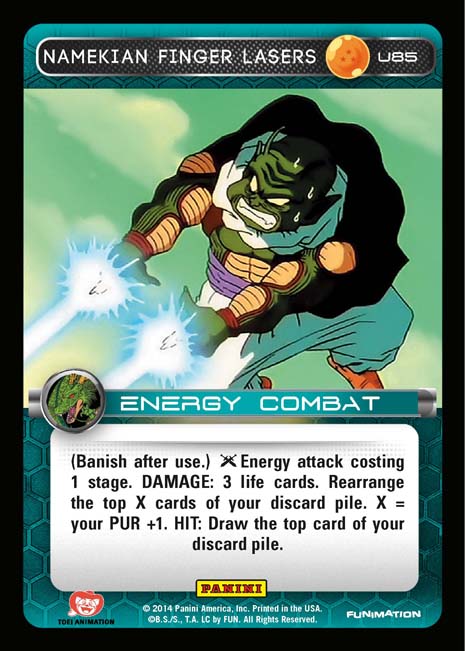 NAMEKIAN FINGER LASERS U85
ENERGY COMBAT
(Banish after use.) Energy attack costing
1 stage. DAMAGE: 3 life cards. Rearrange
the top X cards of your discard pile. X =
your PUR +1. HIT: Draw the top card of your
discard pile.
PANINI
TOEI ANIMATION
© 2014 Panini America, Inc. Printed in the USA.
©B.S./S., T.A. LC by FUN. All Rights Reserved.
FUNIMATION